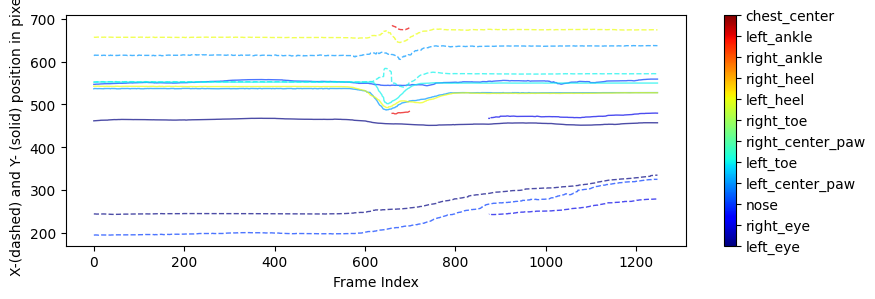 X-(dashed) and Y- (solid) position in pixe
700
600
500
400
300
200
0
200
400
600
800
1000
1200
Frame Index
chest_center
left_ankle
right_ankle
right_heel
left_heel
right_toe
right_center_paw
left_toe
left_center_paw
nose
right_eye
left_eye